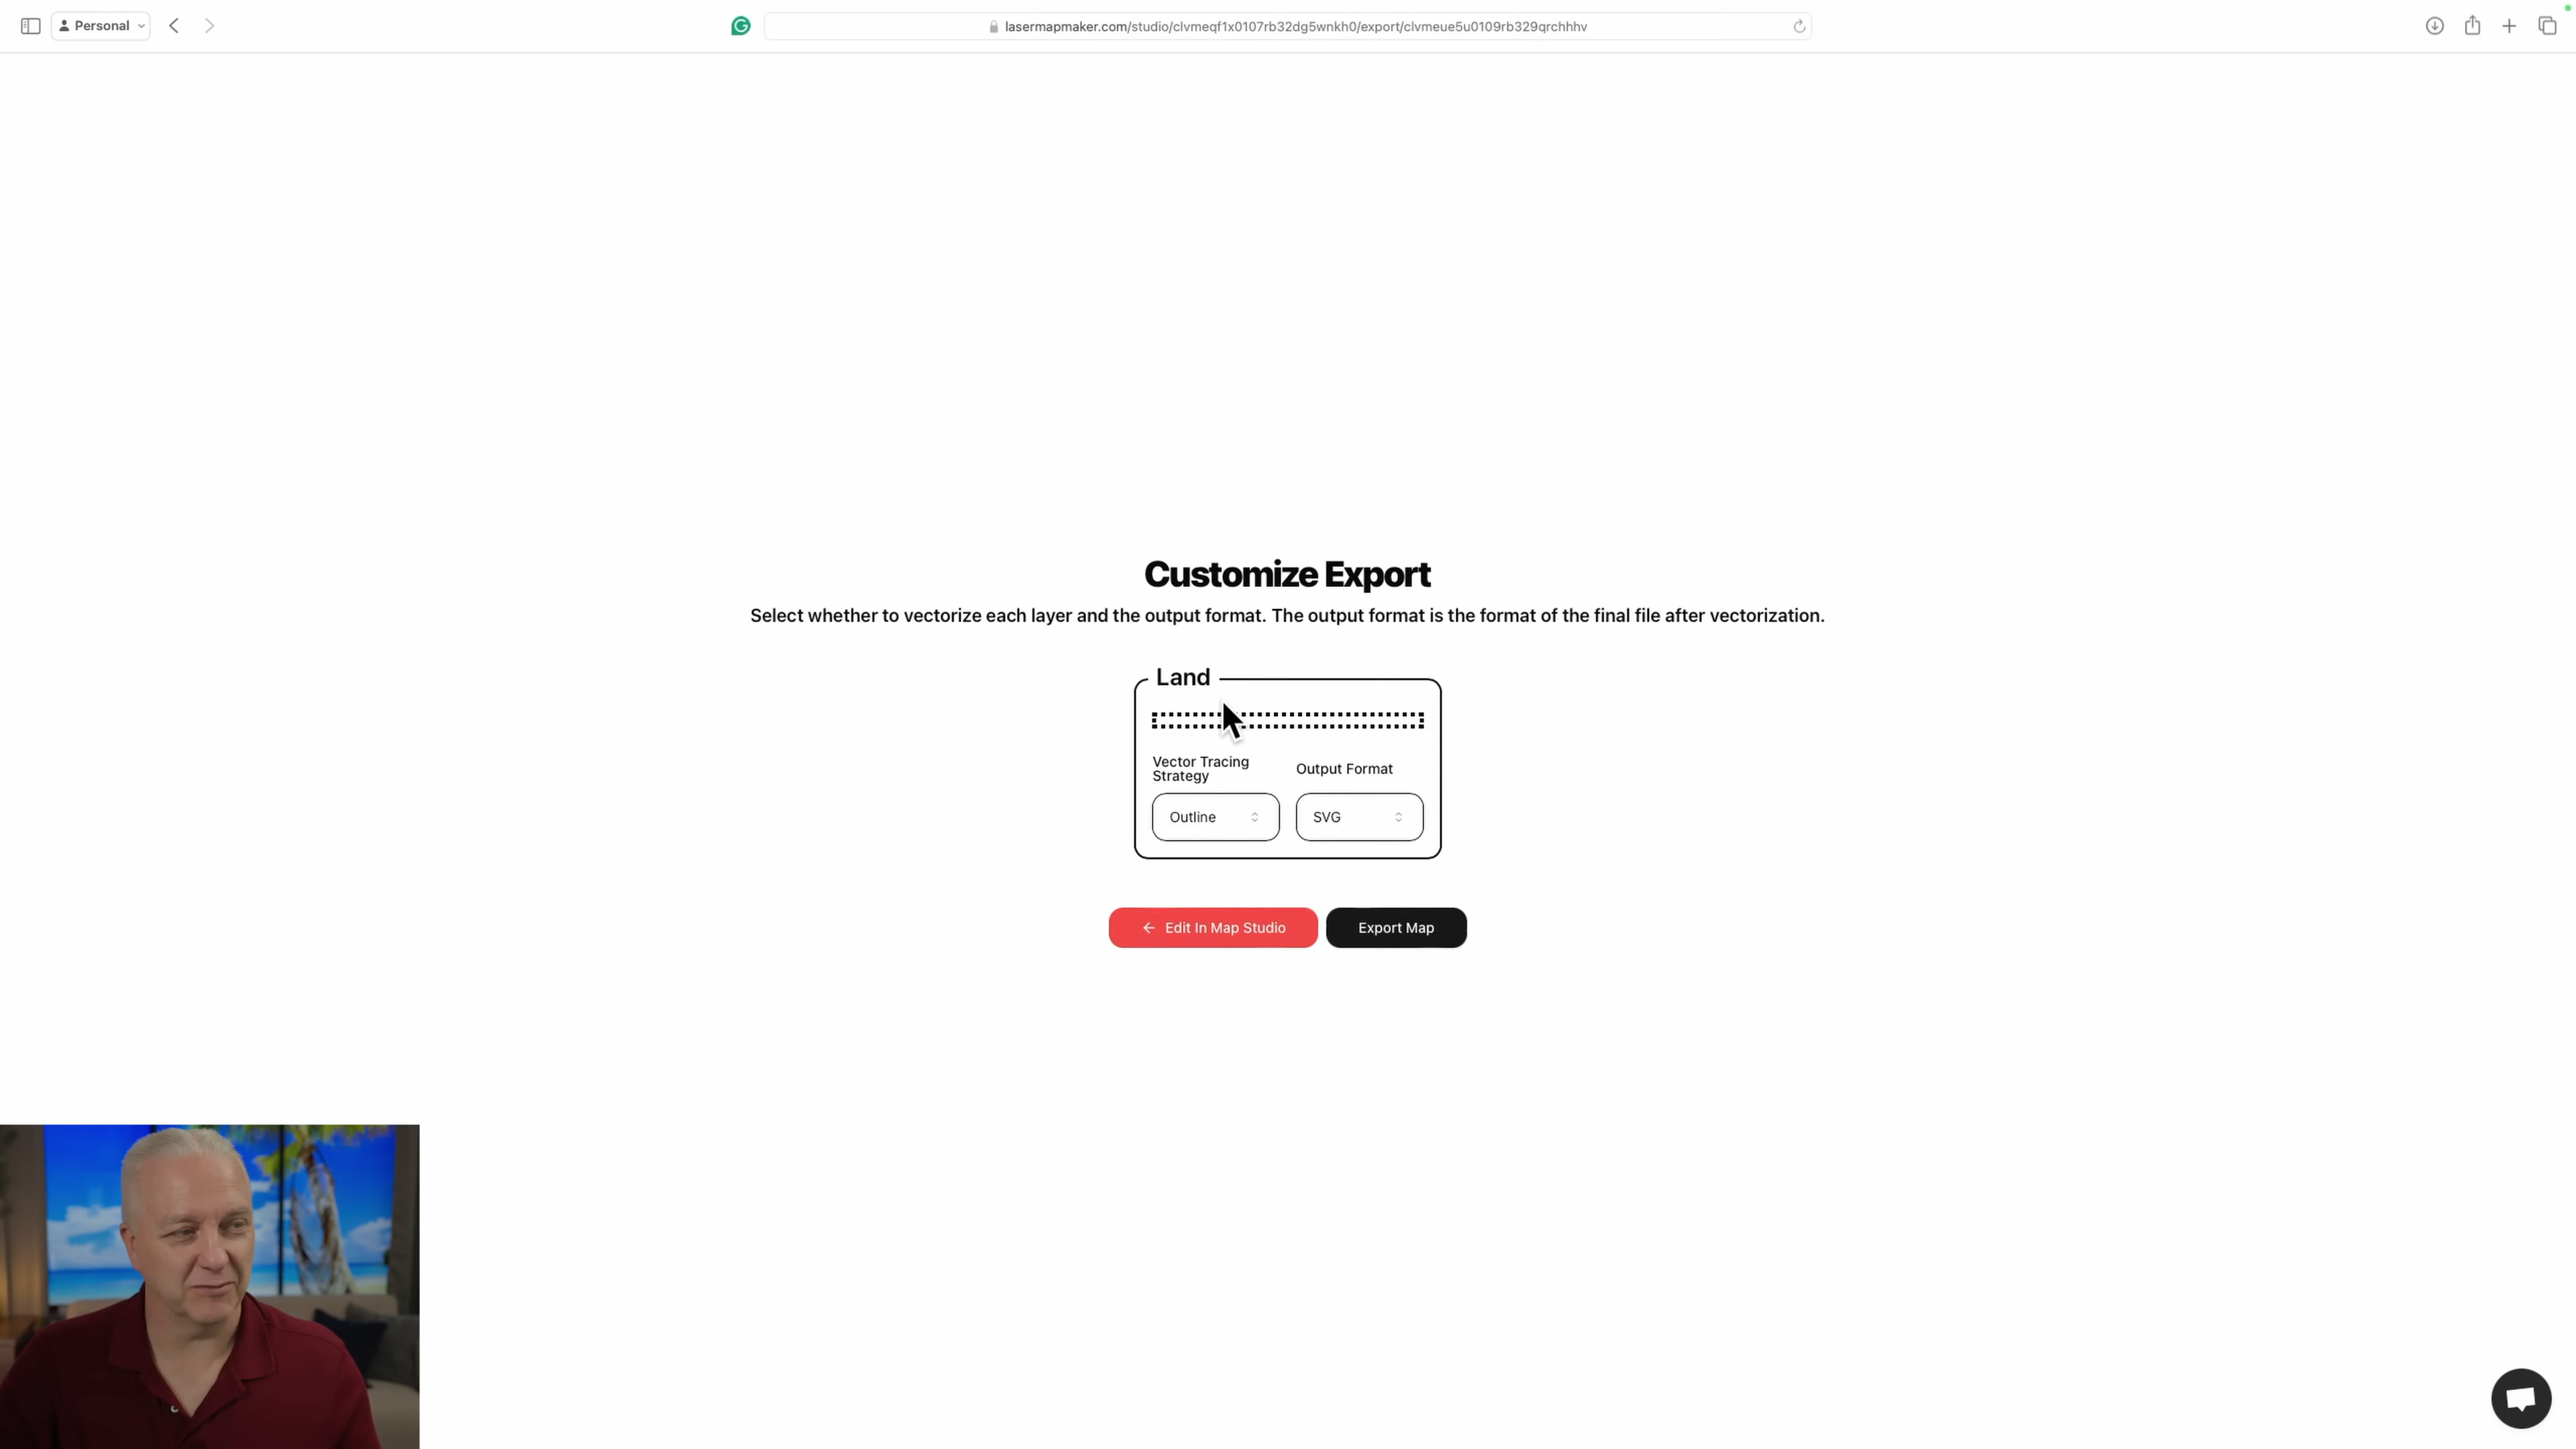 Personal
lasermapmaker.com/studio/clvmeqf1x0107rb32dg5wnkh0/export/clvmeue5u0109rb329qrchhhv
Customize Export
Select whether to vectorize each layer and the output format. The output format is the format of the final file after vectorization.
Land
Vector Tracing
Strategy
Output Format
Outline
SVG
Edit In Map Studio
Export Map